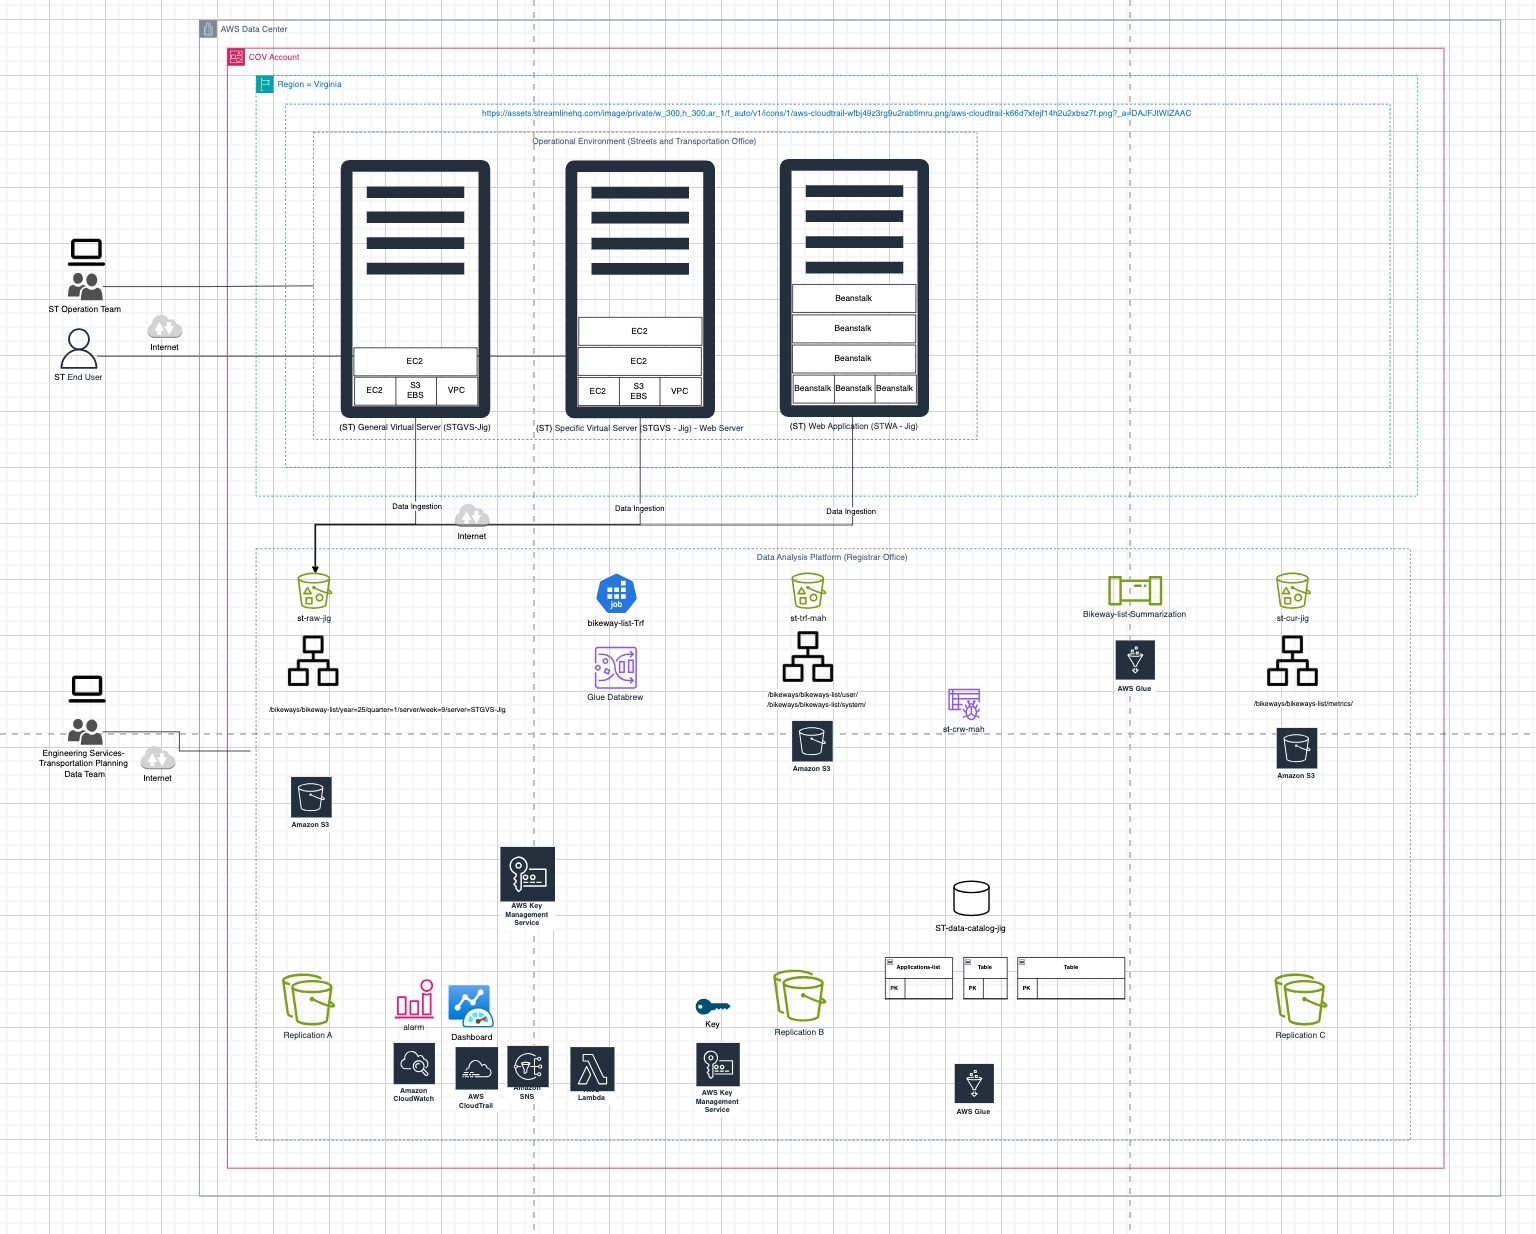 AWS Data Center
COV Account
Region = Virginia
https://assets.streamlinehq.com/image/private/w_300,h_300,ar_1/f_auto/v1/icons/1/aws-cloudtrail-wfbj49z3rg9u2rabtlmru.png/aws-cloudtrail-k66d7xfejf14h2u2xbsz7f.png?_a=DAJFJtWIZAAC
Operational Environment (Streets and Transportation Office)
ST Operation Team
Internet
ST End User
EC2
EC2
S3
EBS
VPC
(ST) General Virtual Server (STGVS-Jig)
EC2
EC2
EC2
S3
EBS
VPC
(ST) Specific Virtual Server (STGVS - Jig) - Web Server
Beanstalk
Beanstalk
Beanstalk
Beanstalk
Beanstalk
Beanstalk
(ST) Web Application (STWA - Jig)
Data Ingestion
Data Ingestion
Data Ingestion
Internet
Data Analysis Platform (Registrar Office)
st-raw-jig
job
bikeway-list-Trf
st-trf-mah
Bikeway-list-Summarization
st-cur-jig
Glue Databrew
AWS Glue
/bikeways/bikeway-list/year=25/quarter=1/server/week=9/server=STGVS-Jig
/bikeways/bikeways-list/user/
/bikeways/bikeways-list/system/
/bikeways/bikeways-list/metrics/
st-crw-mah
Engineering Services-
Transportation Planning
Data Team
Internet
Amazon S3
Amazon S3
Amazon S3
AWS Key
Management
Service
ST-data-catalog-jig
Applications-list
PK
Table
PK
Table
PK
Replication A
alarm
Dashboard
Key
Replication B
Replication C
Amazon
CloudWatch
AWS
CloudTrail
Amazon
SNS
Lambda
AWS Key
Management
Service
AWS Glue